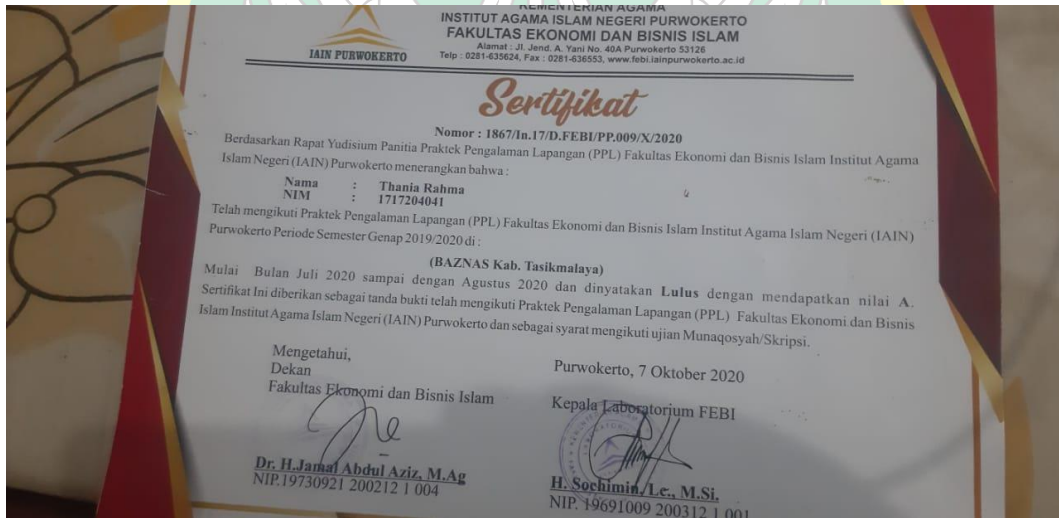 KEMENTERIAN AGAMA
INSTITUT AGAMA ISLAM NEGERI PURWOKERTO
FAKULTAS EKONOMI DAN BISNIS ISLAM
Alamat : Jl. Jend. A. Yani No. 40A Purwokerto 53126
Telp : 0281-635624, Fax : 0281-636553, www.febi.iainpurwokerto.ac.id
IAIN PURWOKERTO
Sertifikat
Nomor : 1867/In.17/D.FEBI/PP.009/X/2020
Berdasarkan Rapat Yudisium Panitia Praktek Pengalaman Lapangan (PPL) Fakultas Ekonomi dan Bisnis Islam Institut Agama
Islam Negeri (IAIN) Purwokerto menerangkan bahwa :
Nama : Thania Rahma
NIM : 1717204041
Telah mengikuti Praktek Pengalaman Lapangan (PPL) Fakultas Ekonomi dan Bisnis Islam Institut Agama Islam Negeri (IAIN)
Purwokerto Periode Semester Genap 2019/2020 di :
(BAZNAS Kab. Tasikmalaya)
Mulai Bulan Juli 2020 sampai dengan Agustus 2020 dan dinyatakan Lulus dengan mendapatkan nilai A.
Sertifikat Ini diberikan sebagai tanda bukti telah mengikuti Praktek Pengalaman Lapangan (PPL) Fakultas Ekonomi dan Bisnis
Islam Institut Agama Islam Negeri (IAIN) Purwokerto dan sebagai syarat mengikuti ujian Munaqosyah/Skripsi.
Mengetahui,
Dekan
Fakultas Ekonomi dan Bisnis Islam
Dr. H.Jamal Abdul Aziz, M.Ag
NIP.19730921 200212 1 004
Purwokerto, 7 Oktober 2020
Kepala Laboratorium FEBI
H. Sochimin, Lc., M.Si.
NIP. 19691009 200312 1 001